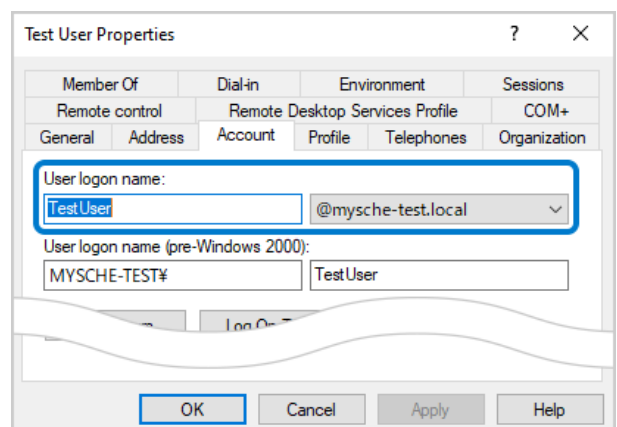 Test User Properties ? ×
Member Of Dial-in Environment Sessions
Remote control Remote Desktop Services Profile COM+
General Address Account Profile Telephones Organization
User logon name:
TestUser @mysche-test.local
User logon name (pre-Windows 2000):
MYSCHE-TEST¥ TestUser
Log On
OK Cancel Apply Help